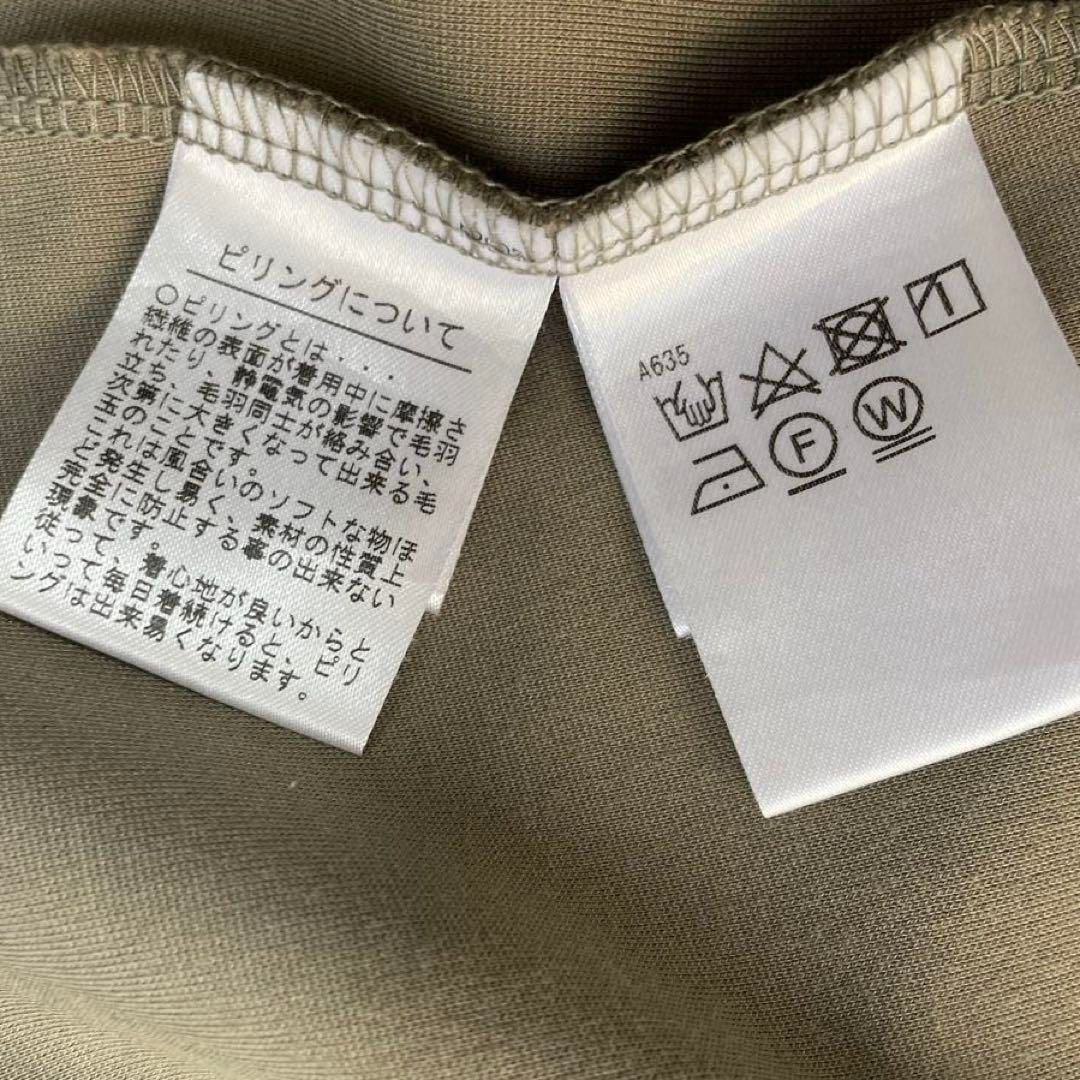 ピリングについて
○ピリングとは・・・
繊維の表面が着用中に摩擦さ
れたり、静電気の影響で毛羽
立ち、毛羽同士が絡み合い、
次第に大きくなって出来る毛
玉のことです。
これは風合いのソフトな物ほ
ど発生し易く、素材の性質上
完全に防止する事の出来ない
現象です。
従って、着心地が良いからと
いって毎日着続けると、ピリ
ングは出来易くなります。
A635
F
W